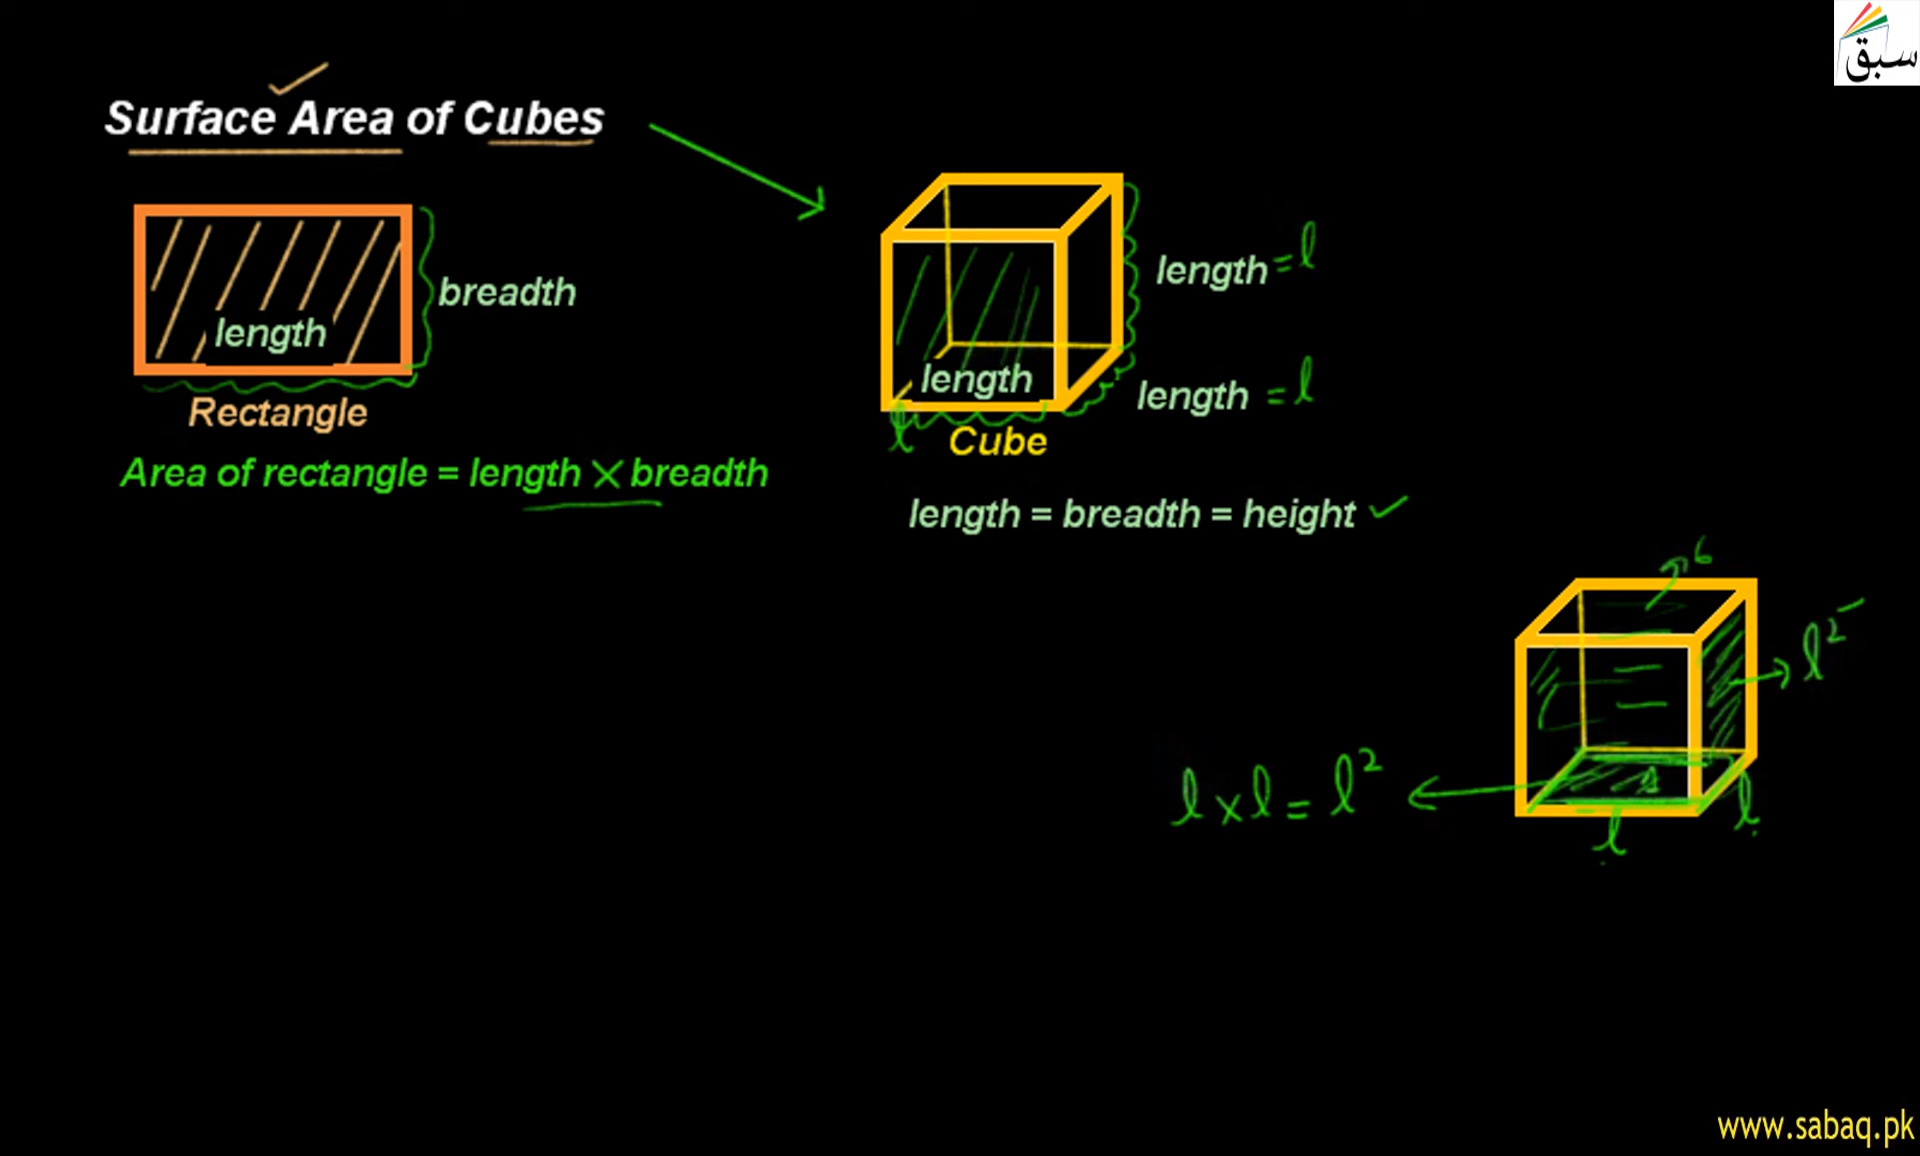 سبق
Surface Area of Cubes
length
breadth
Rectangle
Area of rectangle = length × breadth
length = l
length
length = l
l
Cube
length = breadth = height ✓
6
l²
l × l = l²
l
l
www.sabaq.pk